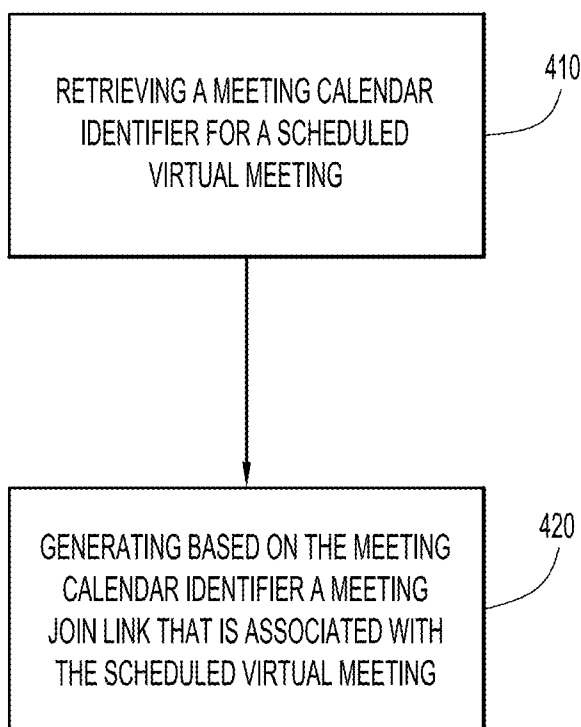 RETRIEVING A MEETING CALENDAR
IDENTIFIER FOR A SCHEDULED
VIRTUAL MEETING
410
GENERATING BASED ON THE MEETING
CALENDAR IDENTIFIER A MEETING
JOIN LINK THAT IS ASSOCIATED WITH
THE SCHEDULED VIRTUAL MEETING
420